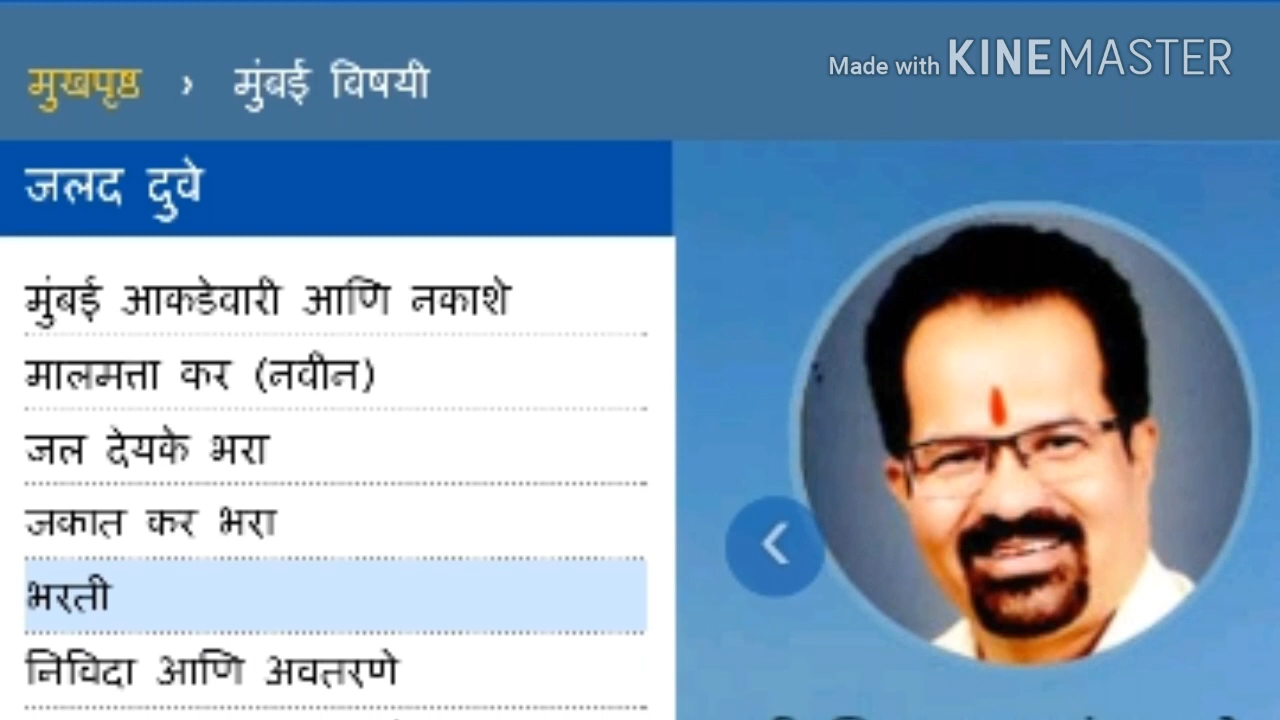 Made with KINEMASTER
मुखपृष्ठ › मुंबई विषयी
जलद दुवे
मुंबई आकडेवारी आणि नकाशे
मालमत्ता कर (नवीन)
जल देयके भरा
जकात कर भरा
भरती
निविदा आणि अवतरणे